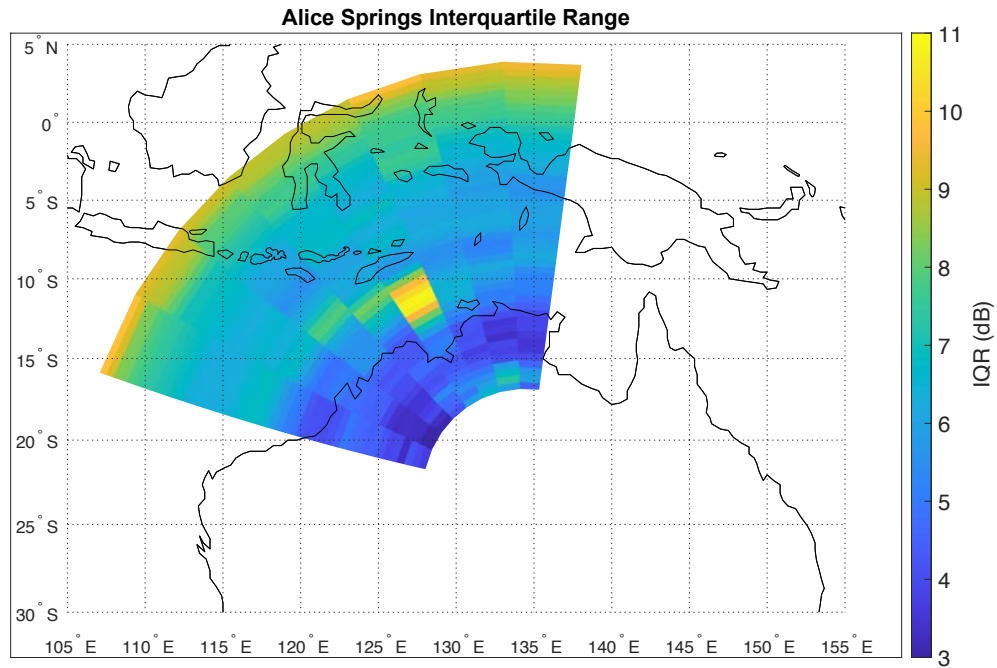 Alice Springs Interquartile Range
5° N
0°
5° S
10° S
15° S
20° S
25° S
30° S
105° E 110° E 115° E 120° E 125° E 130° E 135° E 140° E 145° E 150° E 155° E
11
10
9
8
7
6
5
4
3
IQR (dB)